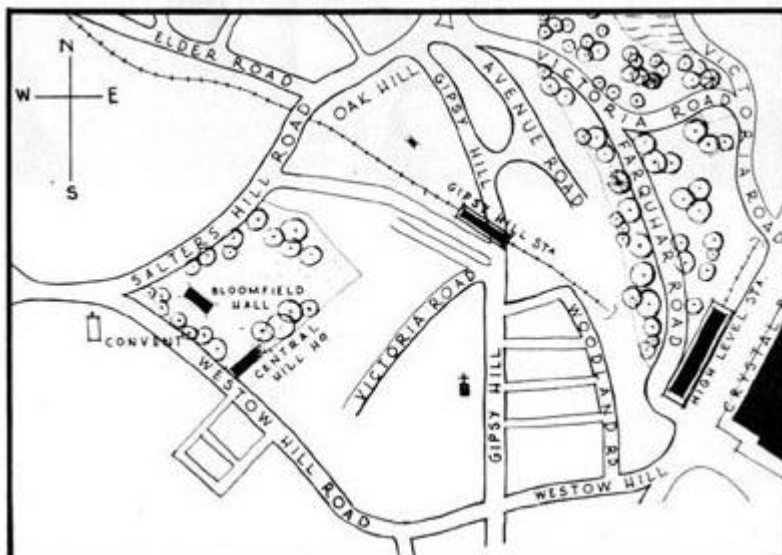 N
W
E
S
ELDER ROAD
OAK HILL
GIPSY HILL
AVENUE ROAD
VICTORIA ROAD
VICTORIA ROAD
FARQUHAR ROAD
SALTERS HILL ROAD
GIPSY HILL STA
BLOOMFIELD
HALL
CONVENT
CENTRAL
HILL HO
VICTORIA ROAD
WOODLAND RD
HIGH LEVEL STA
CRYSTAL
GIPSY HILL
WESTOW HILL ROAD
WESTOW HILL